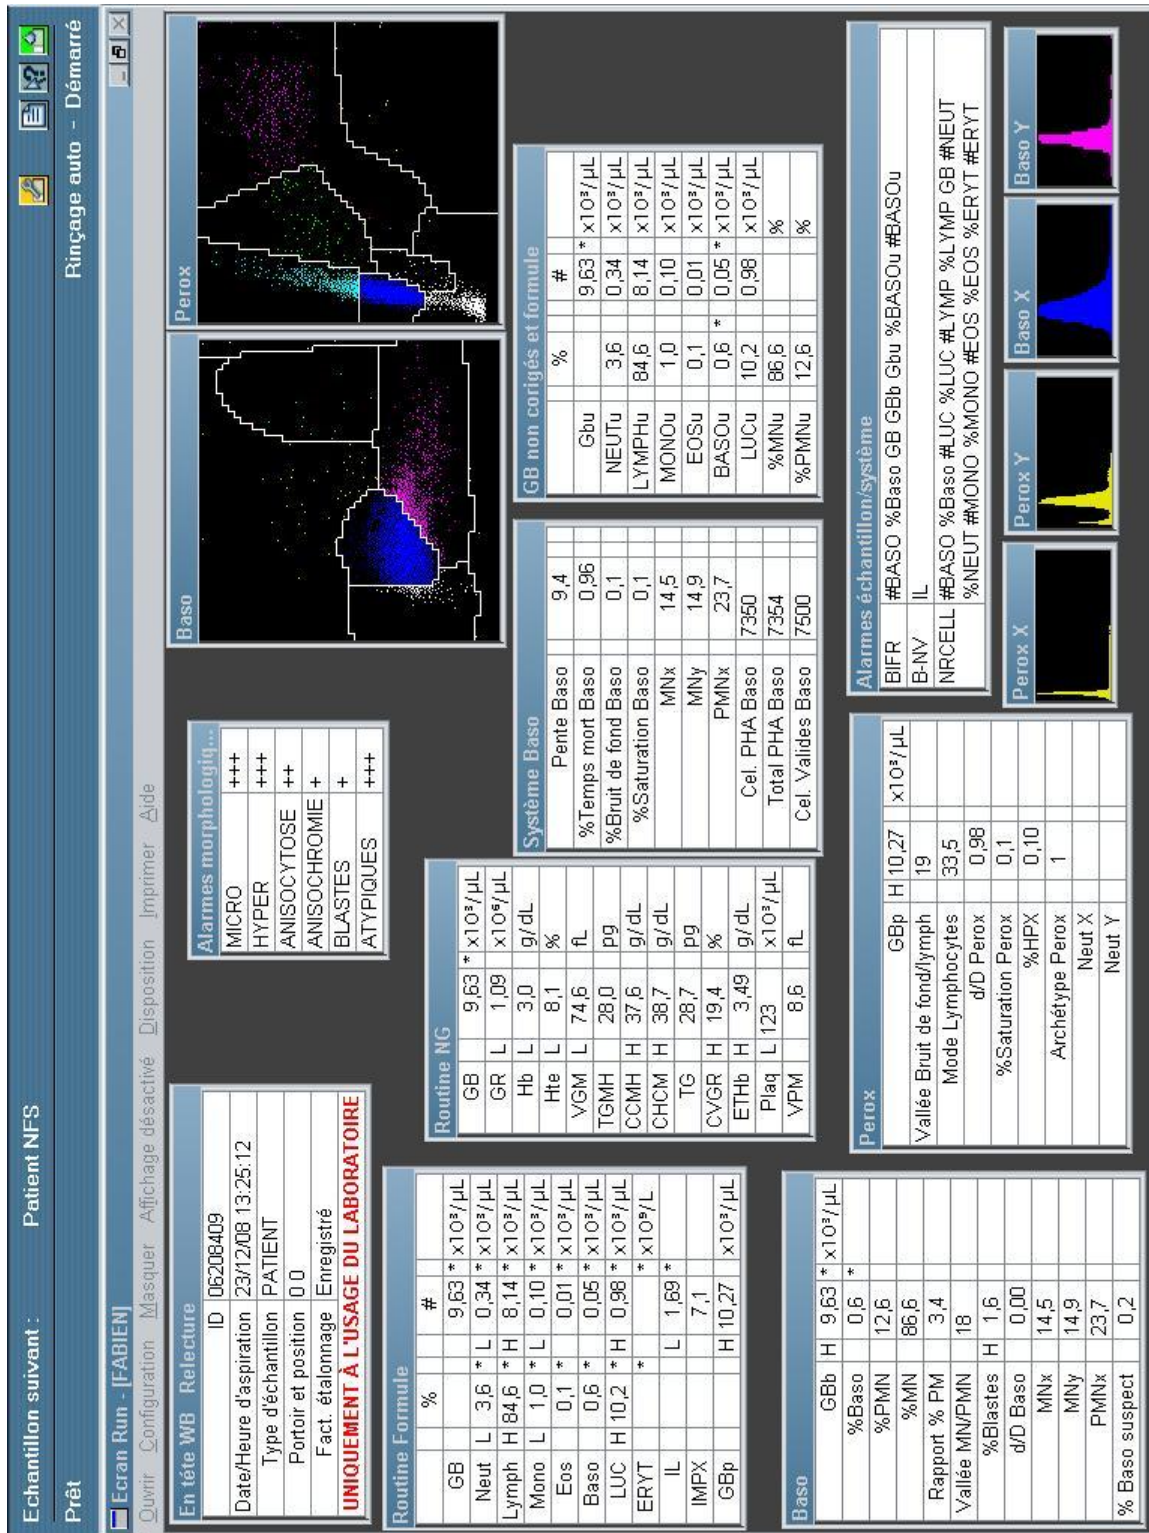 Echantillon suivant : Patient NFS
Prêt Rinçage auto - Démarré
Ecran Run - [FABIEN]
Ouvrir Configuration Masquer Affichage désactivé Disposition Imprimer Aide
En téte WB Relecture
ID 06208409
Date/Heure d'aspiration 23/12/08 13:25:12
Type d'échantillon PATIENT
Portoir et position 0 0
Fact. étalonnage Enregistré
UNIQUEMENT À L'USAGE DU LABORATOIRE
Alarmes morphologiq...
MICRO +++
HYPER +++
ANISOCYTOSE ++
ANISOCHROMIE +
BLASTES +
ATYPIQUES +++
Baso
Perox
Routine Formule
% #
GB 9,63 * x10³/µL
Neut L 3,6 * L 0,34 * x10³/µL
Lymph H 84,6 * H 8,14 * x10³/µL
Mono L 1,0 * L 0,10 * x10³/µL
Eos 0,1 * 0,01 * x10³/µL
Baso 0,6 * 0,05 * x10³/µL
LUC H 10,2 * H 0,98 * x10³/µL
ERYT * * x10⁹/L
IL L 1,69 *
IMPX 7,1
GBp H 10,27 x10³/µL
Routine NG
GB 9,63 * x10³/µL
GR L 1,09 x10⁶/µL
Hb L 3,0 g/dL
Hte L 8,1 %
VGM L 74,6 fL
TGMH 28,0 pg
CCMH H 37,6 g/dL
CHCM H 38,7 g/dL
TG 28,7 pg
CVGR H 19,4 %
ETHb H 3,49 g/dL
Plaq L 123 x10³/µL
VPM 8,6 fL
Système Baso
Pente Baso 9,4
%Temps mort Baso 0,96
%Bruit de fond Baso 0,1
%Saturation Baso 0,1
MNx 14,5
MNy 14,9
PMNx 23,7
Cel. PHA Baso 7350
Total PHA Baso 7354
Cel. Valides Baso 7500
GB non corigés et formule
% #
Gbu 9,63 * x10³/µL
NEUTu 3,6 0,34 x10³/µL
LYMPHu 84,6 8,14 x10³/µL
MONOu 1,0 0,10 x10³/µL
EOSu 0,1 0,01 x10³/µL
BASOu 0,6 * 0,05 * x10³/µL
LUCu 10,2 0,98 x10³/µL
%MNu 86,6 %
%PMNu 12,6 %
Baso
GBb H 9,63 * x10³/µL
%Baso 0,6 *
%PMN 12,6
%MN 86,6
Rapport % PM 3,4
Vallée MN/PMN 18
%Blastes H 1,6
d/D Baso 0,00
MNx 14,5
MNy 14,9
PMNx 23,7
% Baso suspect 0,2
Perox
GBp H 10,27 x10³/µL
Vallée Bruit de fond/lymph 19
Mode Lymphocytes 33,5
d/D Perox 0,98
%Saturation Perox 0,1
%HPX 0,10
Archétype Perox 1
Neut X
Neut Y
Alarmes échantillon/système
BIFR #BASO %Baso GB GBb Gbu %BASOu #BASOu
B-NV IL
NRCELL #BASO %Baso #LUC %LUC #LYMP %LYMP GB #NEUT
%NEUT #MONO %MONO #EOS %EOS %ERYT #ERYT
Perox X
Perox Y
Baso X
Baso Y